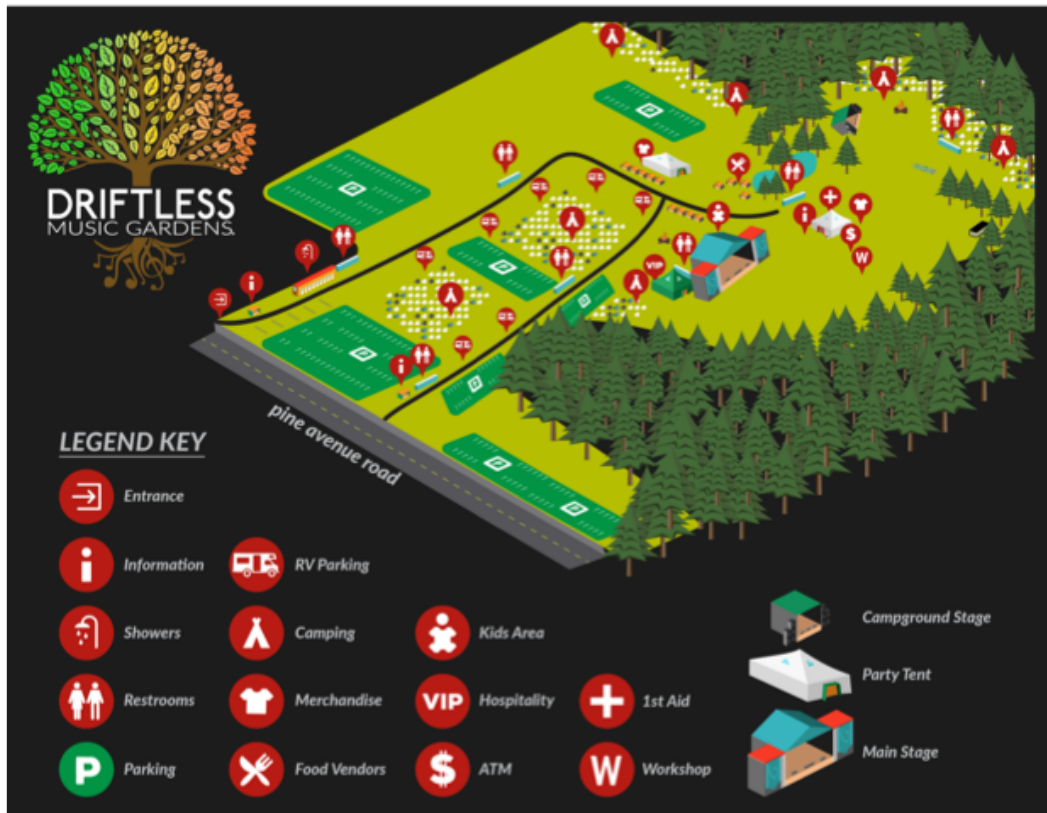 DRIFTLESS
MUSIC GARDENS.
P
P
P
P
P
P
P
P
i
i
i
VIP
$
W
pine avenue road
LEGEND KEY
Entrance
i Information
RV Parking
Showers
Camping
Kids Area
Campground Stage
Restrooms
Merchandise
VIP Hospitality
1st Aid
Party Tent
P Parking
Food Vendors
$ ATM
W Workshop
Main Stage